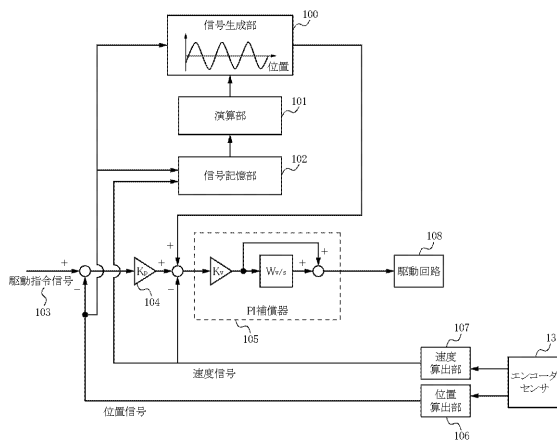 100
信号生成部
位置
101
演算部
102
信号記憶部
108
+
+
+
Kp
+
Kv
Wv/s
+
駆動回路
駆動指令信号
−
−
103
104
PI補償器
105
107
13
速度
算出部
エンコーダ
センサ
速度信号
位置
算出部
位置信号
106